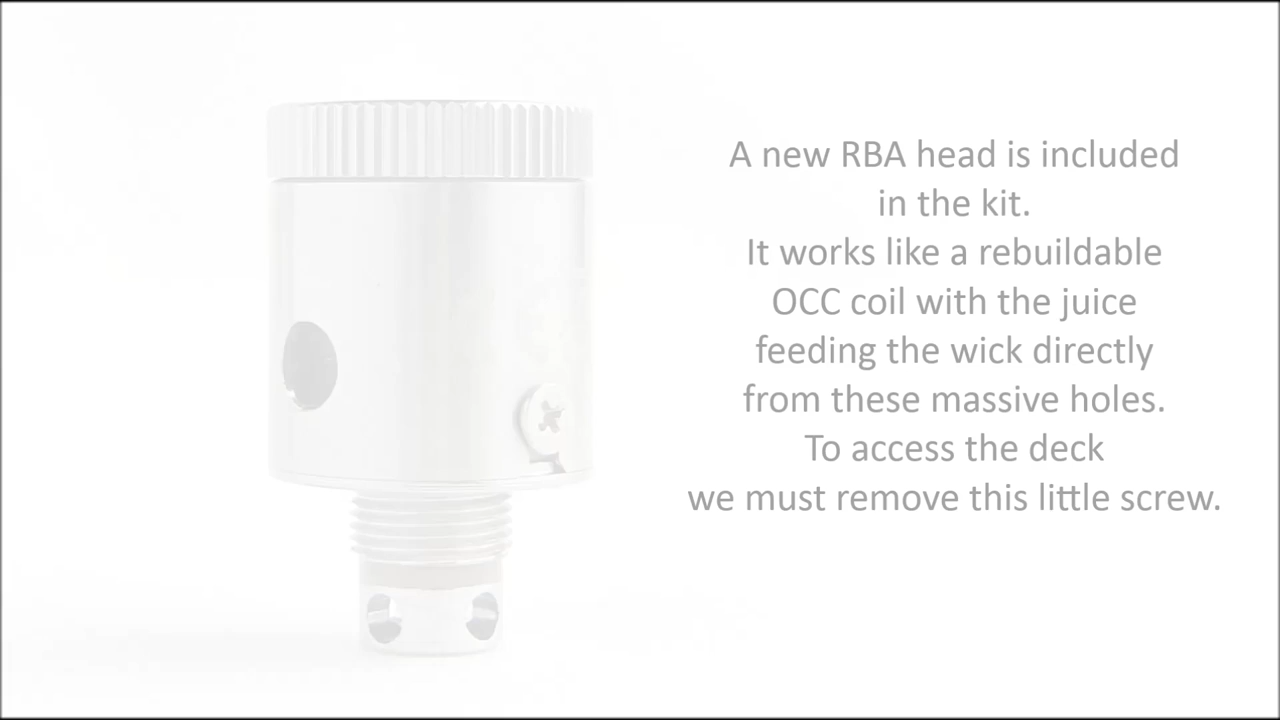 A new RBA head is included
in the kit.
It works like a rebuildable
OCC coil with the juice
feeding the wick directly
from these massive holes.
To access the deck
we must remove this little screw.